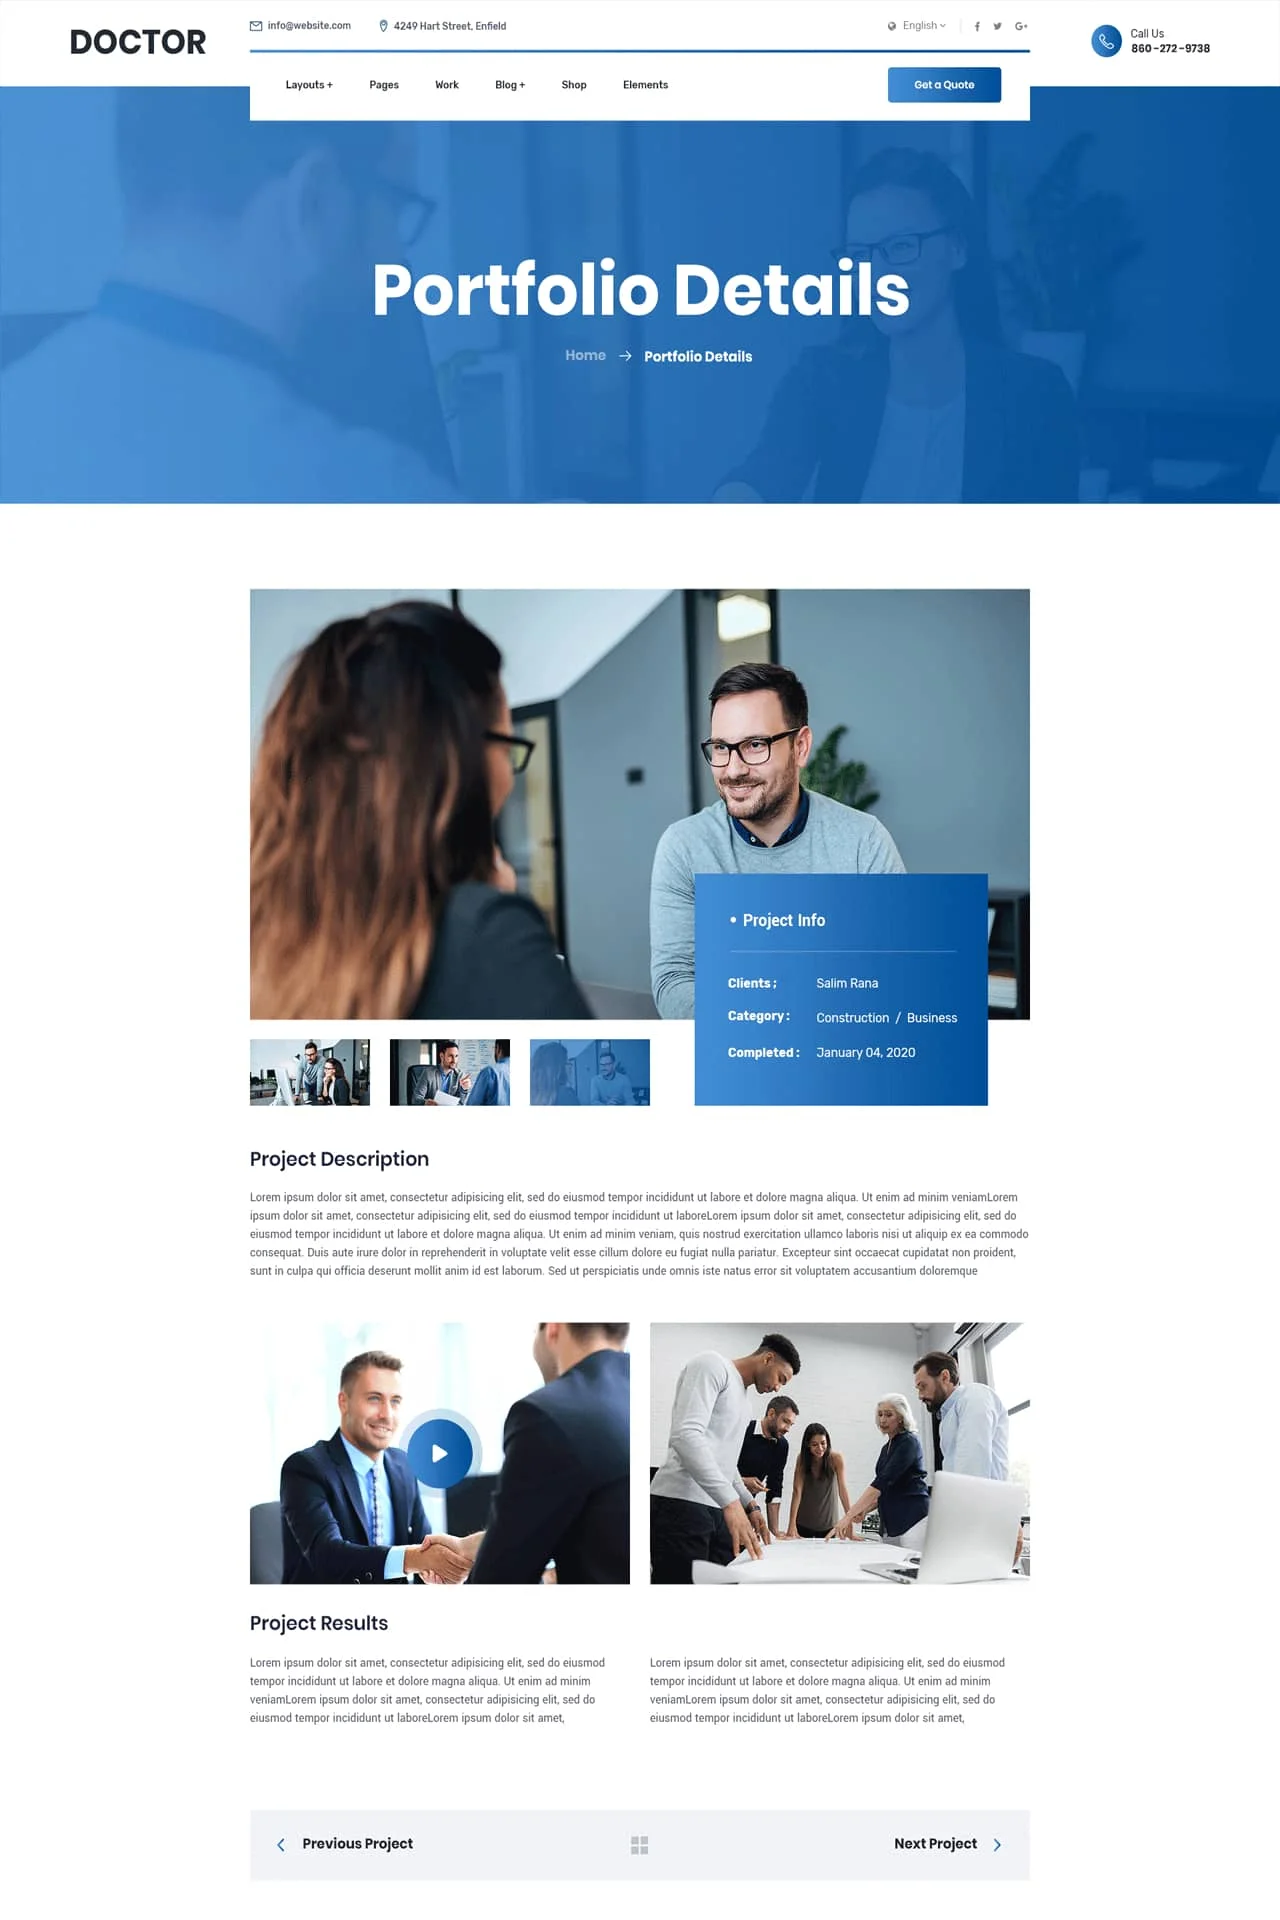 DOCTOR
info@website.com
4249 Hart Street, Enfield
English
Call Us
860-272-9738
Layouts +
Pages
Work
Blog +
Shop
Elements
Get a Quote
Portfolio Details
Home → Portfolio Details
• Project Info
Clients ; Salim Rana
Category : Construction / Business
Completed : January 04, 2020
Project Description
Lorem ipsum dolor sit amet, consectetur adipisicing elit, sed do eiusmod tempor incididunt ut labore et dolore magna aliqua. Ut enim ad minim veniamLorem
ipsum dolor sit amet, consectetur adipisicing elit, sed do eiusmod tempor incididunt ut laboreLorem ipsum dolor sit amet, consectetur adipisicing elit, sed do
eiusmod tempor incididunt ut labore et dolore magna aliqua. Ut enim ad minim veniam, quis nostrud exercitation ullamco laboris nisi ut aliquip ex ea commodo
consequat. Duis aute irure dolor in reprehenderit in voluptate velit esse cillum dolore eu fugiat nulla pariatur. Excepteur sint occaecat cupidatat non proident,
sunt in culpa qui officia deserunt mollit anim id est laborum. Sed ut perspiciatis unde omnis iste natus error sit voluptatem accusantium doloremque
Project Results
Lorem ipsum dolor sit amet, consectetur adipisicing elit, sed do eiusmod
tempor incididunt ut labore et dolore magna aliqua. Ut enim ad minim
veniamLorem ipsum dolor sit amet, consectetur adipisicing elit, sed do
eiusmod tempor incididunt ut laboreLorem ipsum dolor sit amet,
Lorem ipsum dolor sit amet, consectetur adipisicing elit, sed do eiusmod
tempor incididunt ut labore et dolore magna aliqua. Ut enim ad minim
veniamLorem ipsum dolor sit amet, consectetur adipisicing elit, sed do
eiusmod tempor incididunt ut laboreLorem ipsum dolor sit amet,
Previous Project
Next Project